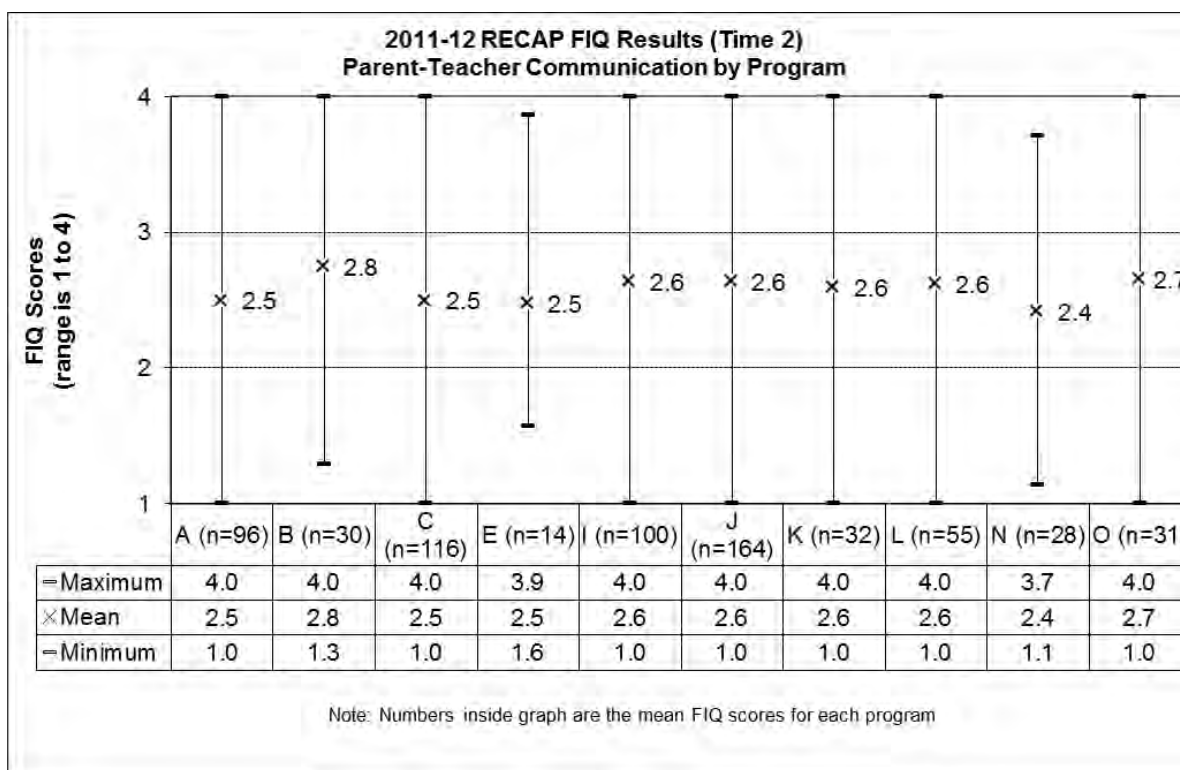 2011-12 RECAP FIQ Results (Time 2)
Parent-Teacher Communication by Program
FIQ Scores
(range is 1 to 4)
4
3
2
1
2.5
2.8
2.5
2.5
2.6
2.6
2.6
2.6
2.4
2.7
A (n=96) B (n=30) C (n=116) E (n=14) I (n=100) J (n=164) K (n=32) L (n=55) N (n=28) O (n=31
Maximum 4.0 4.0 4.0 3.9 4.0 4.0 4.0 4.0 3.7 4.0
Mean 2.5 2.8 2.5 2.5 2.6 2.6 2.6 2.6 2.4 2.7
Minimum 1.0 1.3 1.0 1.6 1.0 1.0 1.0 1.0 1.1 1.0
Note: Numbers inside graph are the mean FIQ scores for each program